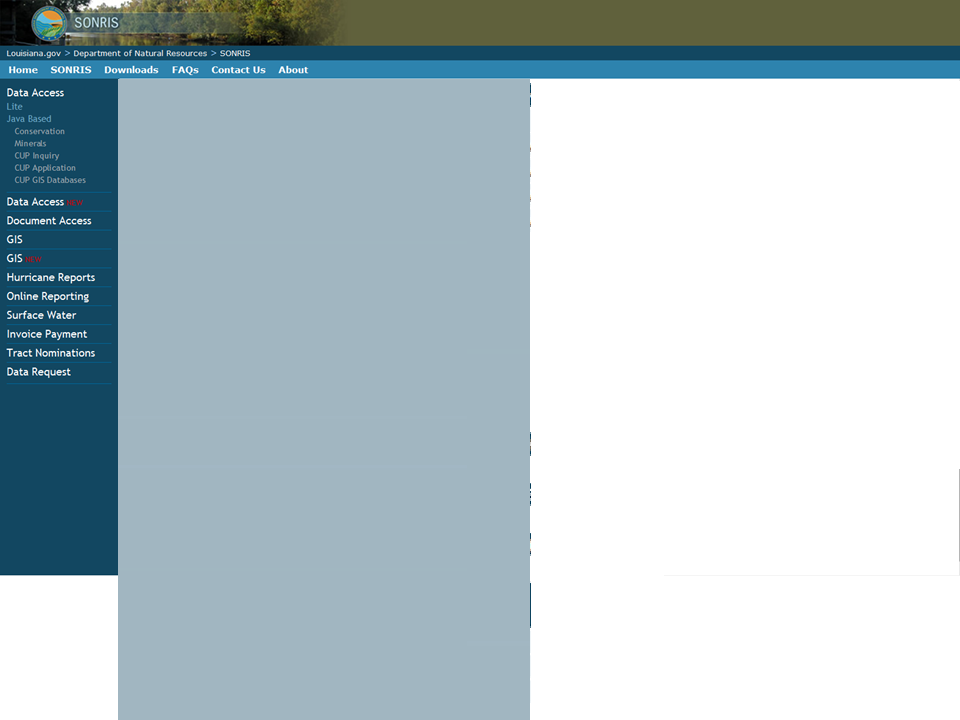 SONRIS
Louisiana.gov > Department of Natural Resources > SONRIS
Home SONRIS Downloads FAQs Contact Us About
Data Access
Lite
Java Based
Conservation
Minerals
CUP Inquiry
CUP Application
CUP GIS Databases
Data Access new
Document Access
GIS
GIS new
Hurricane Reports
Online Reporting
Surface Water
Invoice Payment
Tract Nominations
Data Request